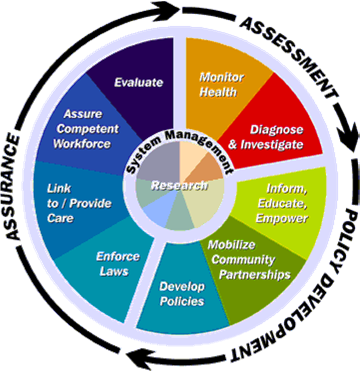 ASSESSMENT
POLICY DEVELOPMENT
ASSURANCE
System Management
Research
Monitor
Health
Diagnose
& Investigate
Inform,
Educate,
Empower
Mobilize
Community
Partnerships
Develop
Policies
Enforce
Laws
Link
to / Provide
Care
Assure
Competent
Workforce
Evaluate